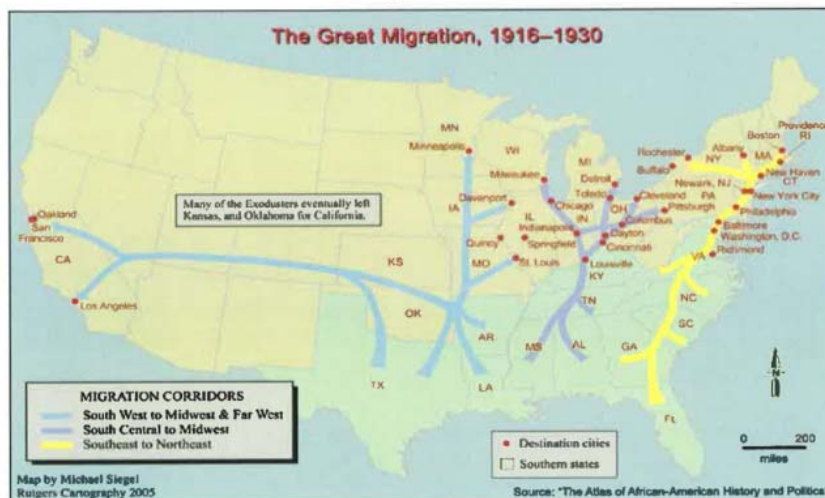 The Great Migration, 1916–1930
Providence
RI
Boston
MN
Minneapolis
WI
Milwaukee
MI
Detroit
Rochester
Buffalo
Albany
NY
MA
New Haven
CT
Newark, NJ
New York City
PA
Toledo
Cleveland
OH
Pittsburgh
Philadelphia
Baltimore
Washington, D.C.
Richmond
Davenport
IA
IL
Chicago
IN
Indianapolis
Columbus
Dayton
Cincinnati
Quincy
Springfield
MO
St. Louis
Louisville
KY
VA
Many of the Exodusters eventually left
Kansas, and Oklahoma for California.
Oakland
San
Francisco
CA
Los Angeles
KS
OK
AR
TN
NC
SC
MS
AL
GA
TX
LA
FL
N
MIGRATION CORRIDORS
South West to Midwest & Far West
South Central to Midwest
Southeast to Northeast
Destination cities
Southern states
0 200
miles
Map by Michael Siegel
Rutgers Cartography 2005
Source: "The Atlas of African-American History and Politica